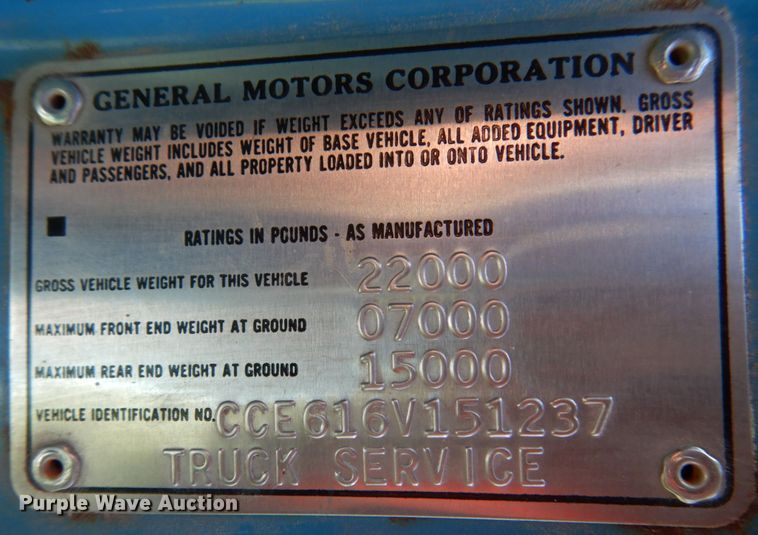 GENERAL MOTORS CORPORATION
WARRANTY MAY BE VOIDED IF WEIGHT EXCEEDS ANY OF RATINGS SHOWN. GROSS
VEHICLE WEIGHT INCLUDES WEIGHT OF BASE VEHICLE, ALL ADDED EQUIPMENT, DRIVER
AND PASSENGERS, AND ALL PROPERTY LOADED INTO OR ONTO VEHICLE.
RATINGS IN POUNDS - AS MANUFACTURED
GROSS VEHICLE WEIGHT FOR THIS VEHICLE 22000
MAXIMUM FRONT END WEIGHT AT GROUND 07000
MAXIMUM REAR END WEIGHT AT GROUND 15000
VEHICLE IDENTIFICATION NO. CCE616V151237
TRUCK SERVICE
Purple Wave Auction